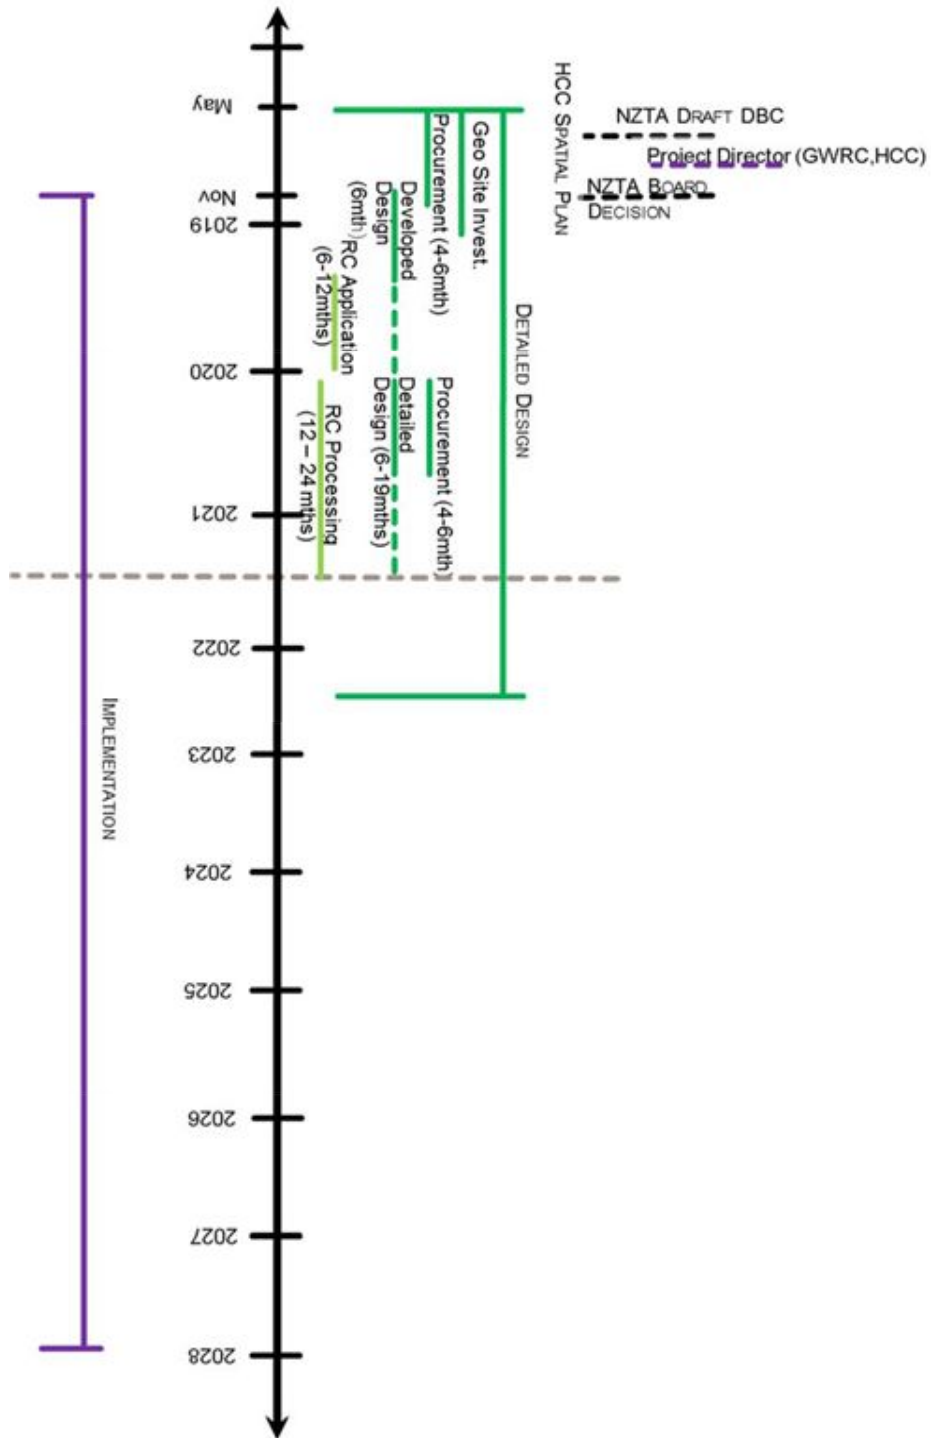 NZTA DRAFT DBC
Project Director (GWRC,HCC)
NZTA BOARD
DECISION
HCC SPATIAL PLAN
DETAILED DESIGN
Geo Site Invest.
Procurement (4-6mth)
Procurement (4-6mth)
Developed
Design
(6mth)
Detailed
Design (6-19mths)
RC Application
(6-12mths)
RC Processing
(12 – 24 mths)
May
Nov
2019
2020
2021
2022
2023
2024
2025
2026
2027
2028
IMPLEMENTATION